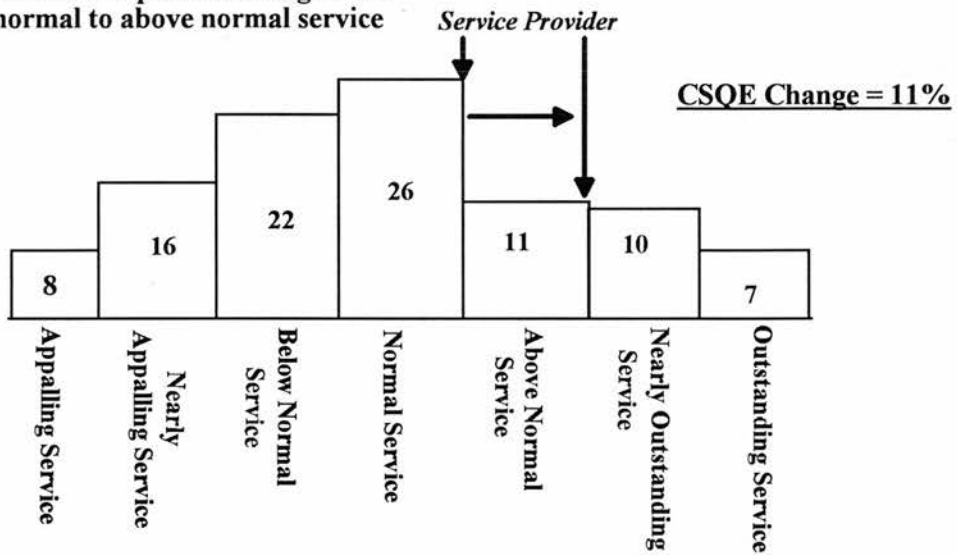 normal to above normal service
Service Provider
CSQE Change = 11%
8
16
22
26
11
10
7
Appalling Service
Nearly
Appalling Service
Below Normal
Service
Normal Service
Above Normal
Service
Nearly Outstanding
Service
Outstanding Service